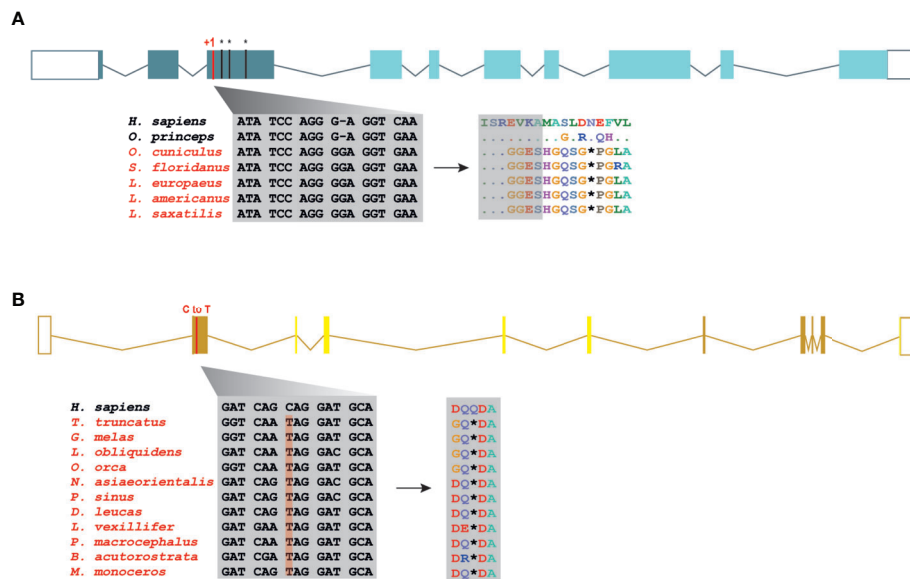 A
+1 * * *
H. sapiens ATA TCC AGG G-A GGT CAA ISREVKAMASLDNEFVL
O. princeps ATA TCC AGG G-A GGT CAA ..........G.R.QH..
O. cuniculus ATA TCC AGG GGA GGT GAA ...GGESHGQSG*PGLA
S. floridanus ATA TCC AGG GGA GGT GAA ...GGESHGQSG*PGRA
L. europaeus ATA TCC AGG GGA GGT GAA ...GGESHGQSG*PGLA
L. americanus ATA TCC AGG GGA GGT GAA ...GGESHGQSG*PGLA
L. saxatilis ATA TCC AGG GGA GGT GAA ...GGESHGQSG*PGLA
B
C to T
H. sapiens GAT CAG CAG GAT GCA DQQDA
T. truncatus GGT CAA TAG GAT GCA GQ*DA
G. melas GGT CAA TAG GAT GCA GQ*DA
L. obliquidens GGT CAA TAG GAC GCA GQ*DA
O. orca GGT CAA TAG GAT GCA GQ*DA
N. asiaeorientalis GAT CAG TAG GAC GCA DQ*DA
P. sinus GAT CAG TAG GAC GCA DQ*DA
D. leucas GAT CAG TAG GAT GCA DQ*DA
L. vexillifer GAT GAA TAG GAT GCA DE*DA
P. macrocephalus GAT CAA TAG GAT GCA DQ*DA
B. acutorostrata GAT CGA TAG GAT GCA DR*DA
M. monoceros GAT CAG TAG GAT GCA DQ*DA